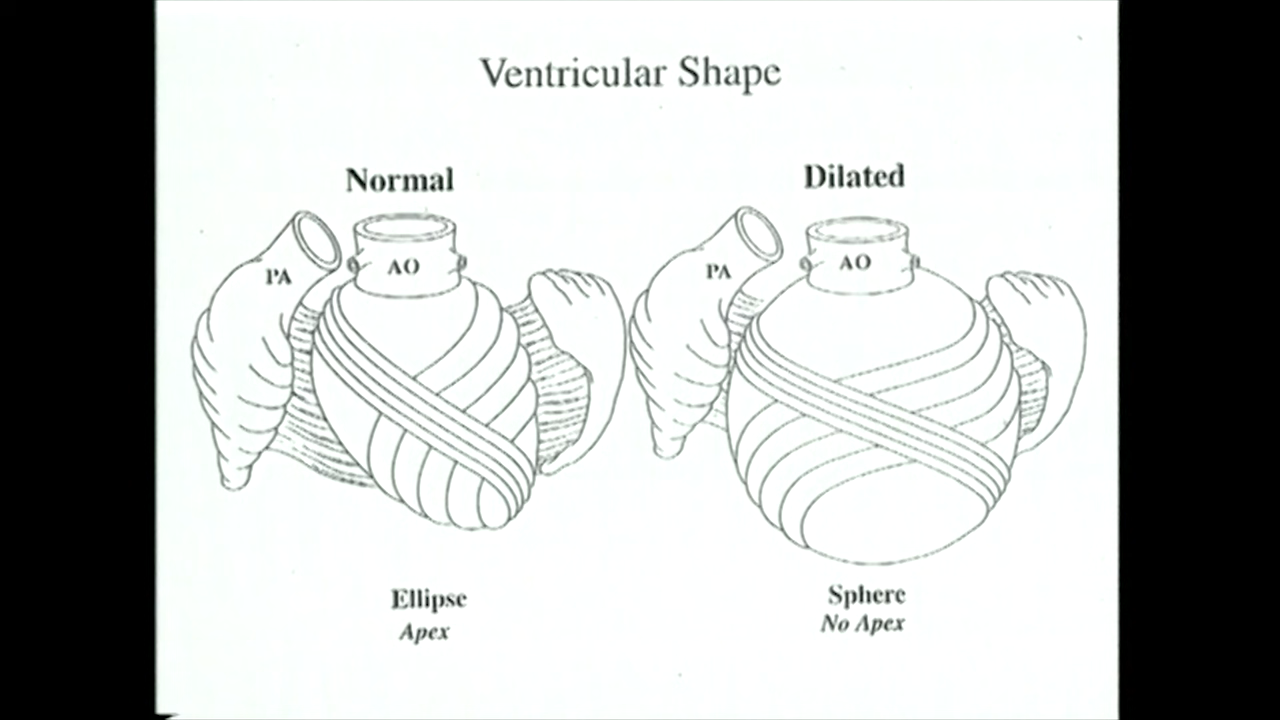 Ventricular Shape
Normal
Dilated
PA
AO
PA
AO
Ellipse
Apex
Sphere
No Apex